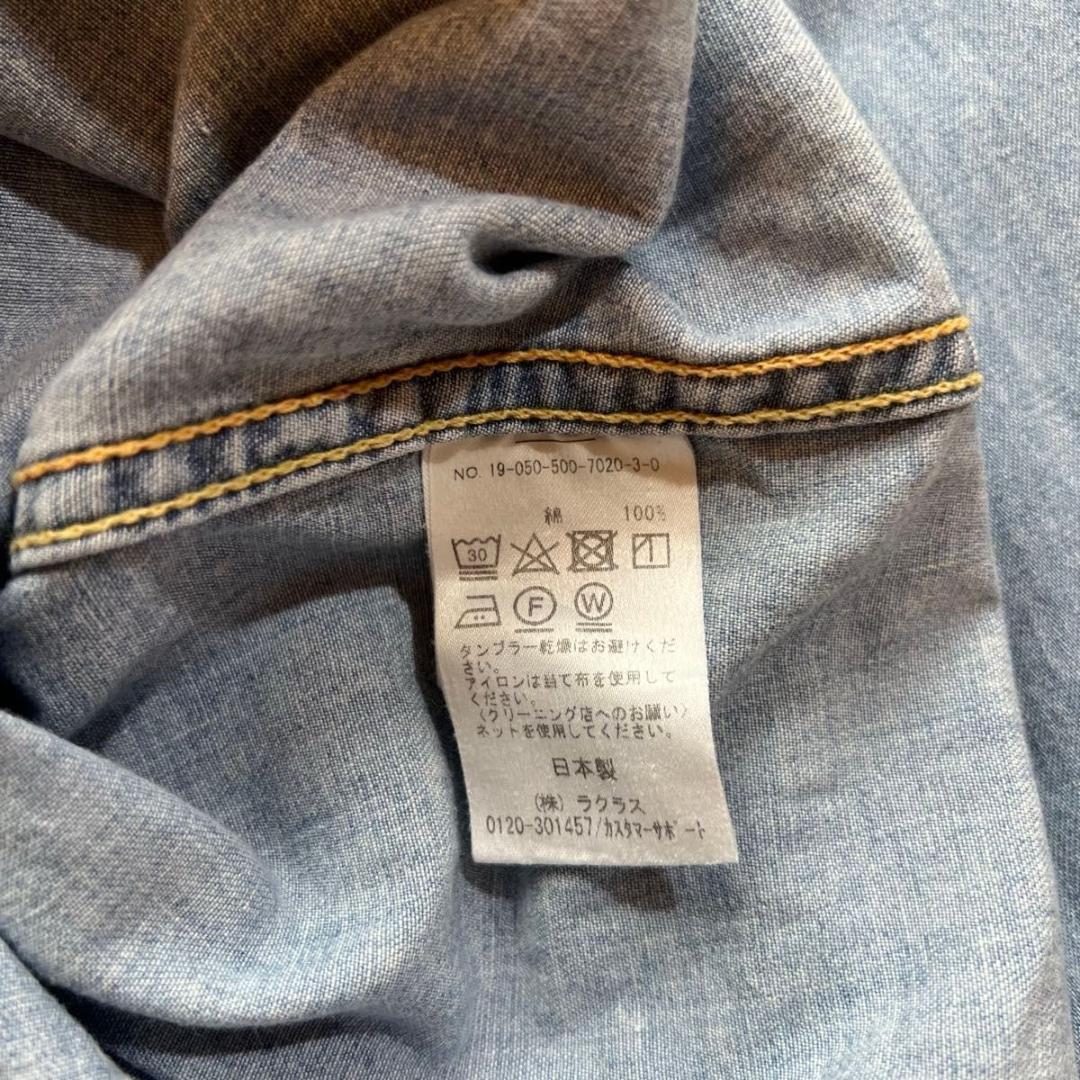 NO. 19-050-500-7020-3-0
綿 100%
30
F W
タンブラー乾燥はお避けくだ
さい。
アイロンは当て布を使用して
ください。
〈クリーニング店へのお願い〉
ネットを使用してください。
日本製
(株) ラクラス
0120-301457/カスタマーサポート